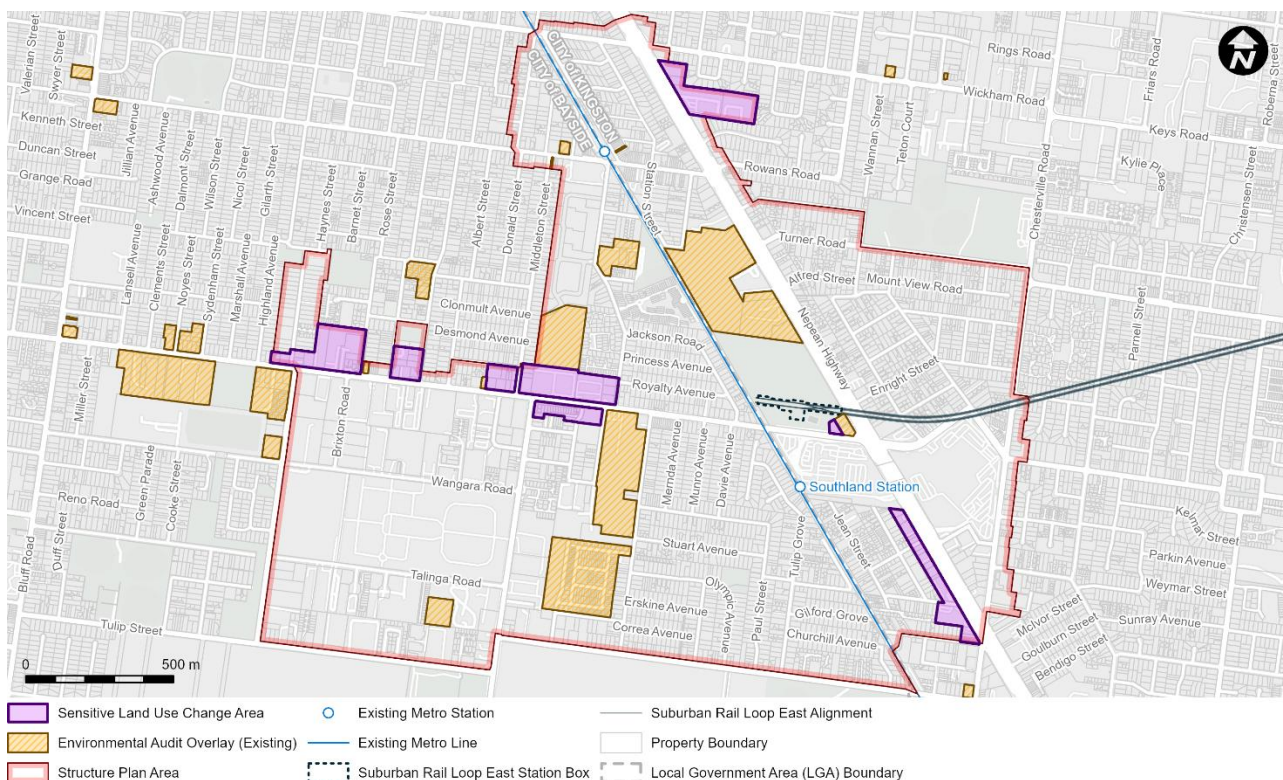 Valerian Street
Swyer Street
Kenneth Street
Duncan Street
Grange Road
Vincent Street
Jillian Avenue
Ashwood Avenue
Dalmont Street
Wilson Street
Nicol Street
Gilarth Street
Lansell Avenue
Clements Street
Noyes Street
Sydenham Street
Marshall Avenue
Highland Avenue
Haynes Street
Barnet Street
Rose Street
Albert Street
Donald Street
Middleton Street
CITY of KINGSTON
CITY of BAYSIDE
Station Street
Rings Road
Friars Road
Roberna Street
Wickham Road
Keys Road
Wannan Street
Teton Court
Kylie Place
Rowans Road
Chesterville Road
Christensen Street
Turner Road
Alfred Street
Mount View Road
Nepean Highway
Enright Street
Parnell Street
Clonmult Avenue
Desmond Avenue
Jackson Road
Princess Avenue
Royalty Avenue
Miller Street
Brixton Road
Wangara Road
Mernda Avenue
Munro Avenue
Davie Avenue
Southland Station
Green Parade
Cooke Street
Reno Road
Bluff Road
Duff Street
Tulip Street
Talinga Road
Stuart Avenue
Erskine Avenue
Correa Avenue
Olympic Avenue
Paul Street
Tulip Grove
Jean Street
Gilford Grove
Churchill Avenue
Kelmar Street
Parkin Avenue
Weymar Street
Sunray Avenue
McIvor Street
Goulburn Street
Bendigo Street
N
0 500 m
Sensitive Land Use Change Area
Existing Metro Station
Suburban Rail Loop East Alignment
Environmental Audit Overlay (Existing)
Existing Metro Line
Property Boundary
Structure Plan Area
Suburban Rail Loop East Station Box
Local Government Area (LGA) Boundary